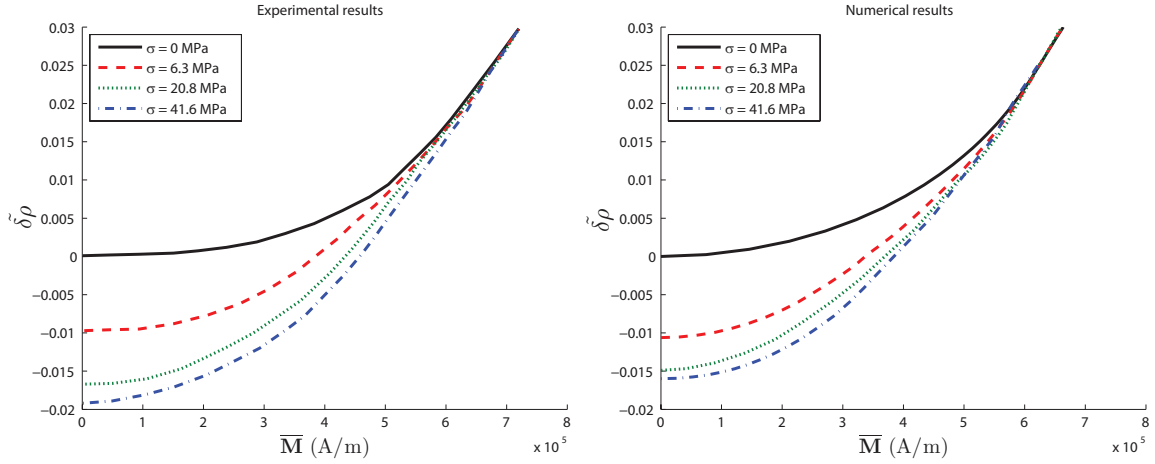 Experimental results
0.03
0.025
0.02
0.015
0.01
0.005
0
−0.005
−0.01
−0.015
−0.02
δ̃ρ
σ = 0 MPa
σ = 6.3 MPa
σ = 20.8 MPa
σ = 41.6 MPa
0 1 2 3 4 5 6 7 8
x 10⁵
M̅ (A/m)
Numerical results
0.03
0.025
0.02
0.015
0.01
0.005
0
−0.005
−0.01
−0.015
−0.02
δ̃ρ
σ = 0 MPa
σ = 6.3 MPa
σ = 20.8 MPa
σ = 41.6 MPa
0 1 2 3 4 5 6 7 8
x 10⁵
M̅ (A/m)